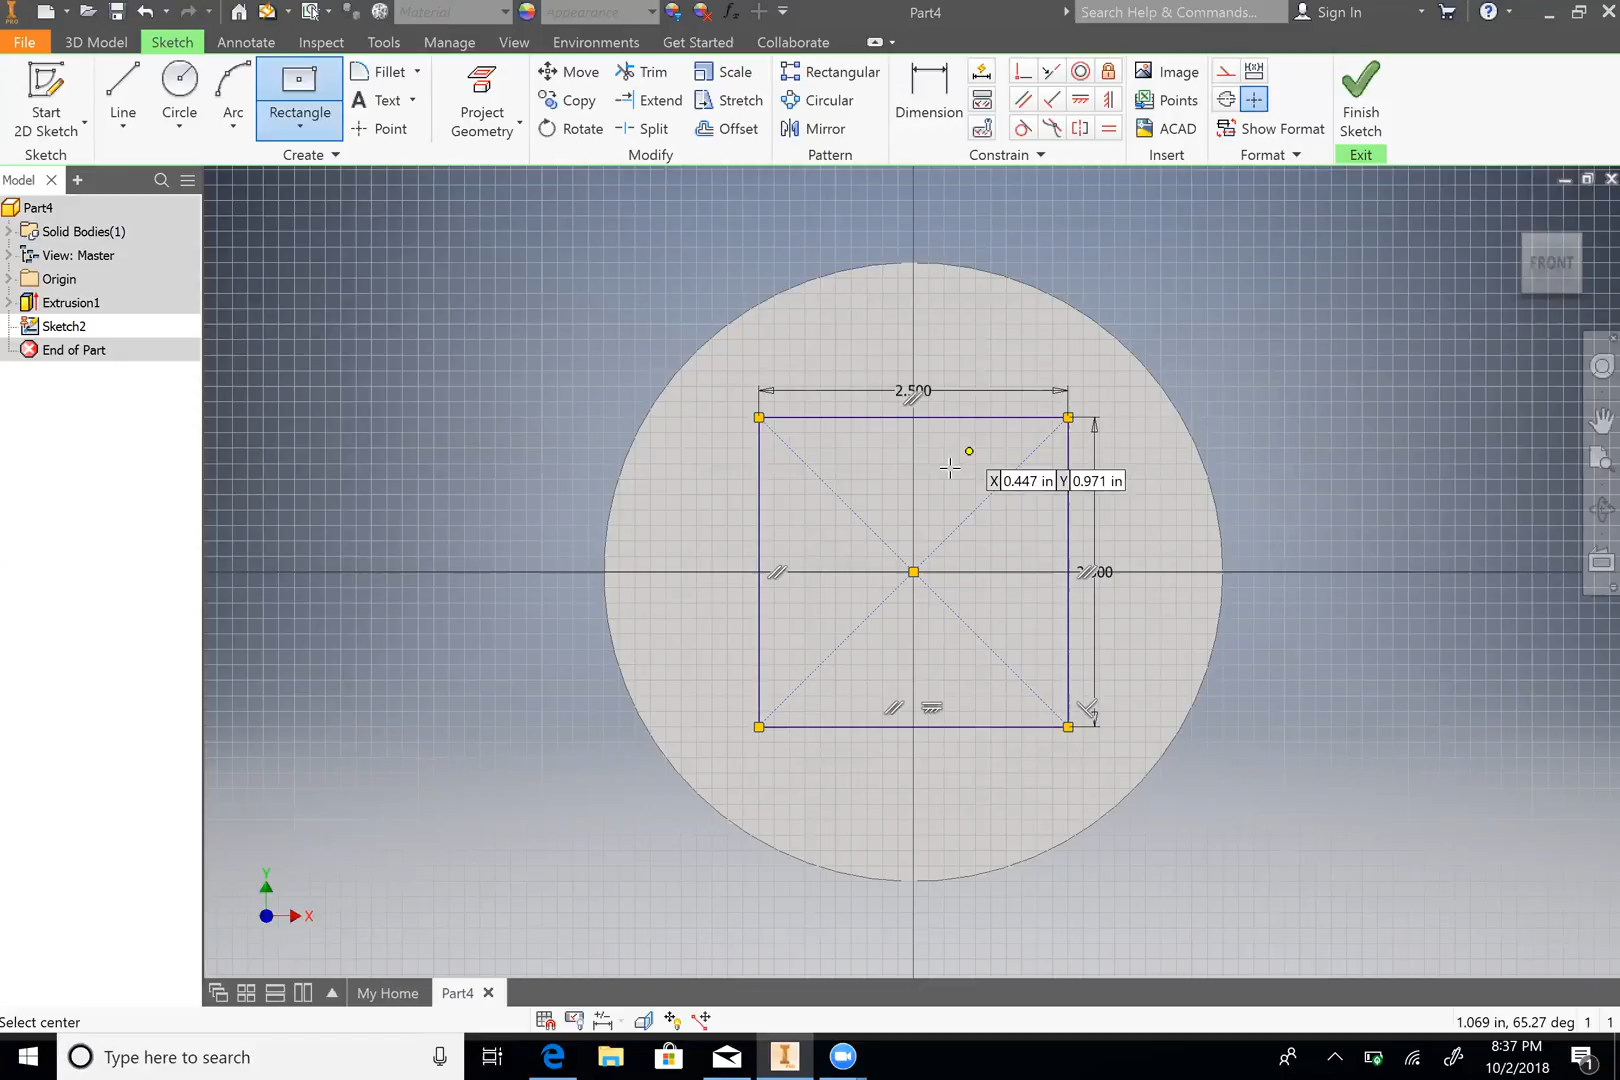 PRO Material Appearance fx Part4 Search Help & Commands... Sign In
File 3D Model Sketch Annotate Inspect Tools Manage View Environments Get Started Collaborate
Start
2D Sketch
Line
Circle
Arc
Rectangle
Fillet
Text
Point
Project
Geometry
Move Trim Scale
Copy Extend Stretch
Rotate Split Offset
Rectangular
Circular
Mirror
Dimension
Image
Points
ACAD
Show Format
Finish
Sketch
Sketch Create Modify Pattern Constrain Insert Format Exit
Model
Part4
Solid Bodies(1)
View: Master
Origin
Extrusion1
Sketch2
End of Part
FRONT
X 0.447 in Y 0.971 in
Y
X
My Home Part4
Select center 1.069 in, 65.27 deg 1 1
Type here to search
8:37 PM
10/2/2018
1